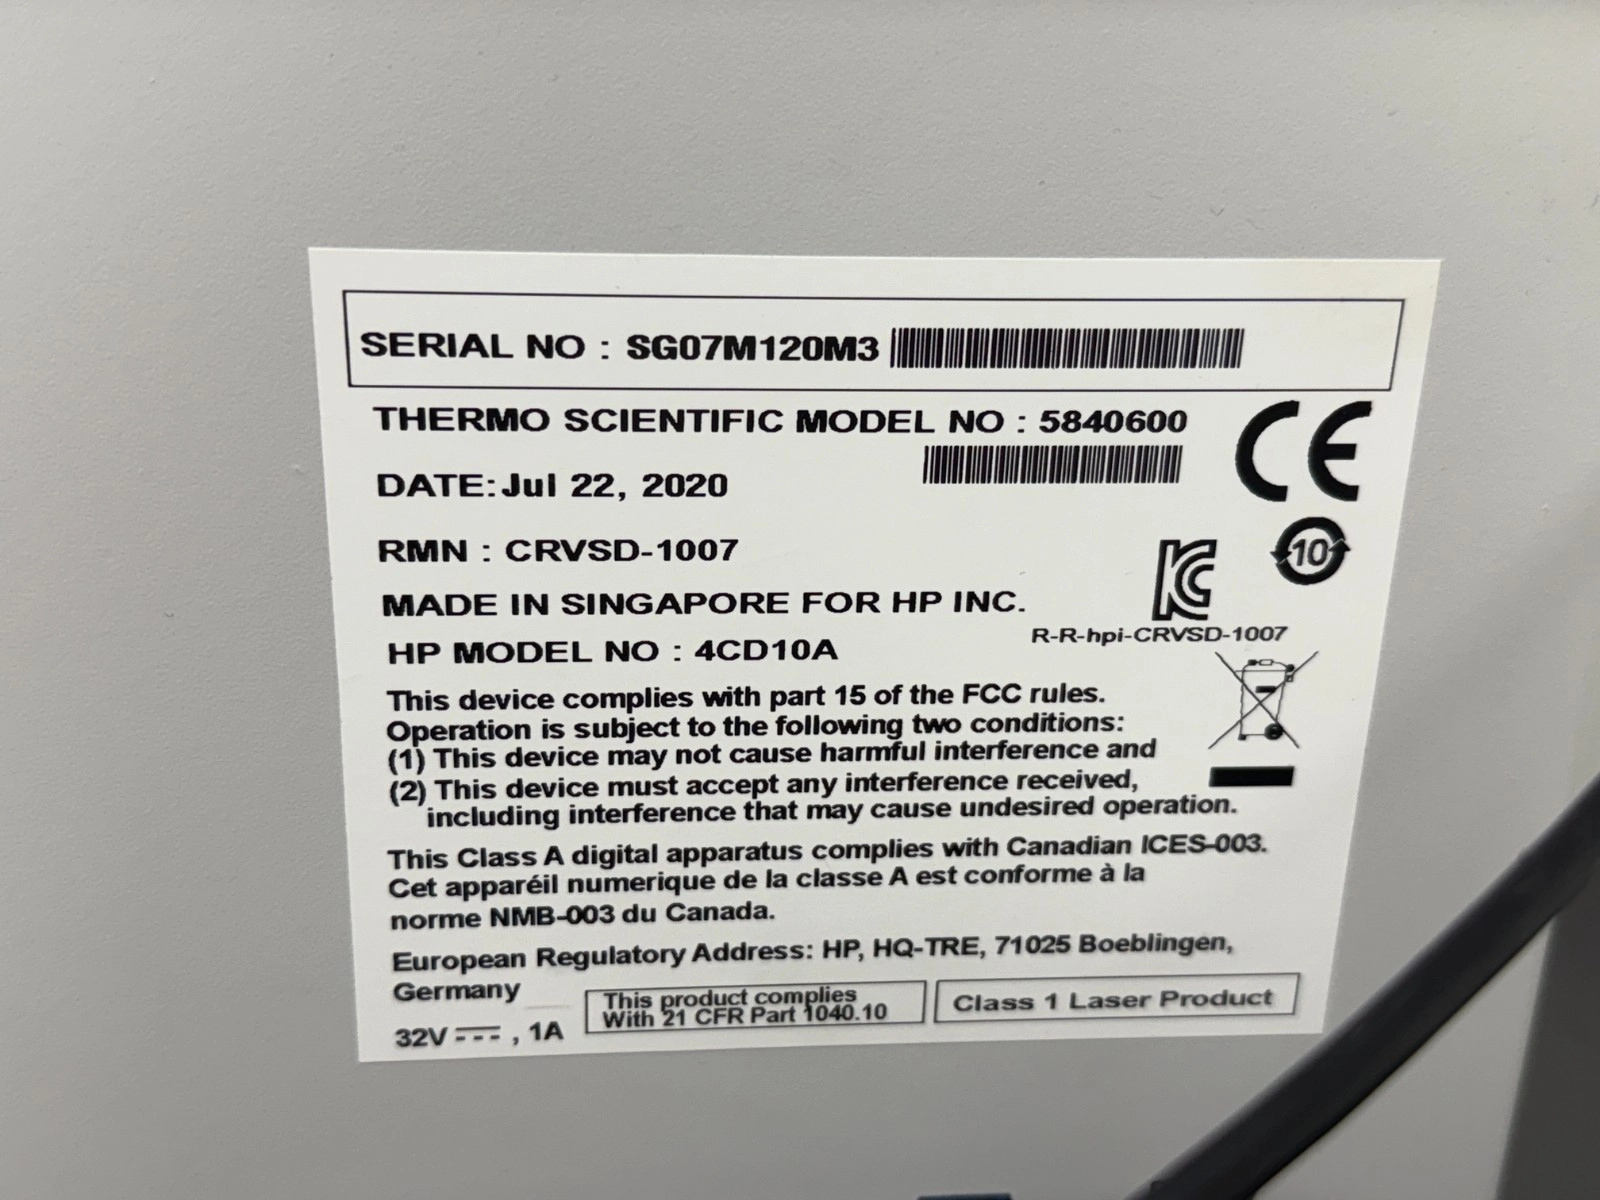 SERIAL NO : SG07M120M3
THERMO SCIENTIFIC MODEL NO : 5840600
CE
DATE: Jul 22, 2020
10
RMN : CRVSD-1007
MADE IN SINGAPORE FOR HP INC.
R-R-hpi-CRVSD-1007
HP MODEL NO : 4CD10A
This device complies with part 15 of the FCC rules.
Operation is subject to the following two conditions:
(1) This device may not cause harmful interference and
(2) This device must accept any interference received,
including interference that may cause undesired operation.
This Class A digital apparatus complies with Canadian ICES-003.
Cet apparéil numerique de la classe A est conforme à la
norme NMB-003 du Canada.
European Regulatory Address: HP, HQ-TRE, 71025 Boeblingen,
Germany
This product complies
With 21 CFR Part 1040.10
Class 1 Laser Product
32V ⎓ , 1A